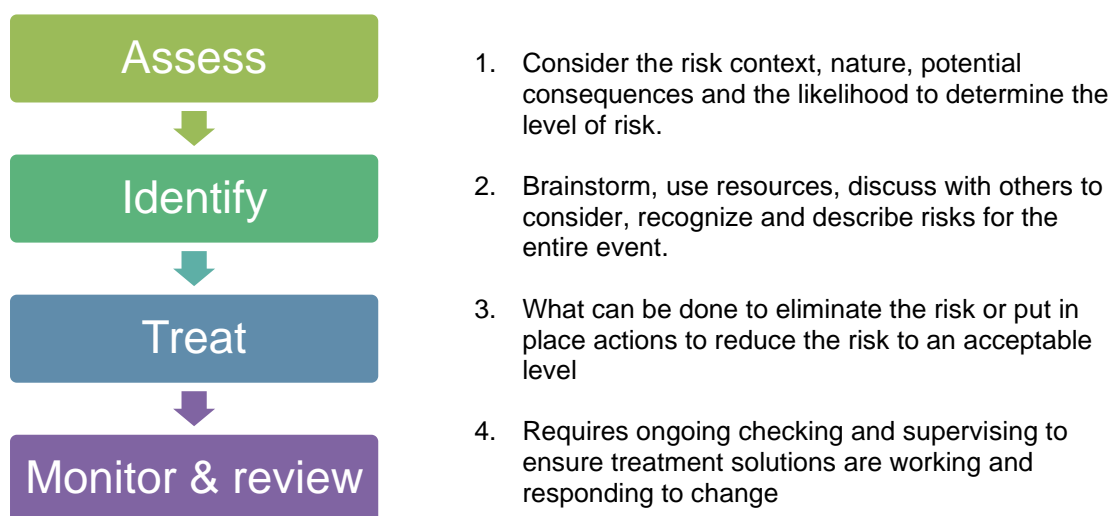 Assess
1. Consider the risk context, nature, potential
consequences and the likelihood to determine the
level of risk.
Identify
2. Brainstorm, use resources, discuss with others to
consider, recognize and describe risks for the
entire event.
Treat
3. What can be done to eliminate the risk or put in
place actions to reduce the risk to an acceptable
level
Monitor & review
4. Requires ongoing checking and supervising to
ensure treatment solutions are working and
responding to change